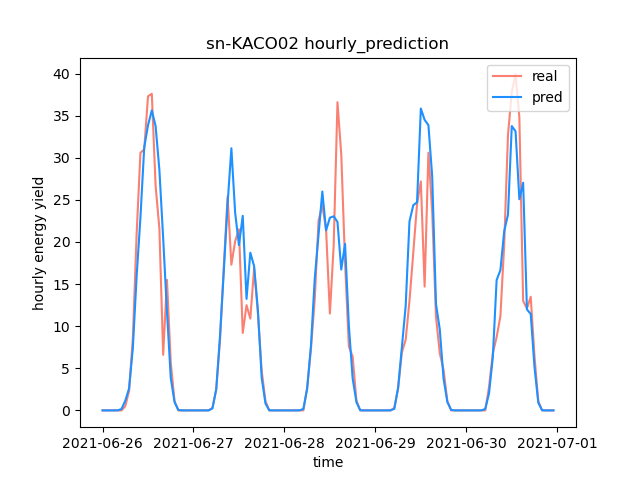 sn-KACO02 hourly_prediction
real
pred
40
35
30
25
20
15
10
5
0
hourly energy yield
2021-06-26 2021-06-27 2021-06-28 2021-06-29 2021-06-30 2021-07-01
time